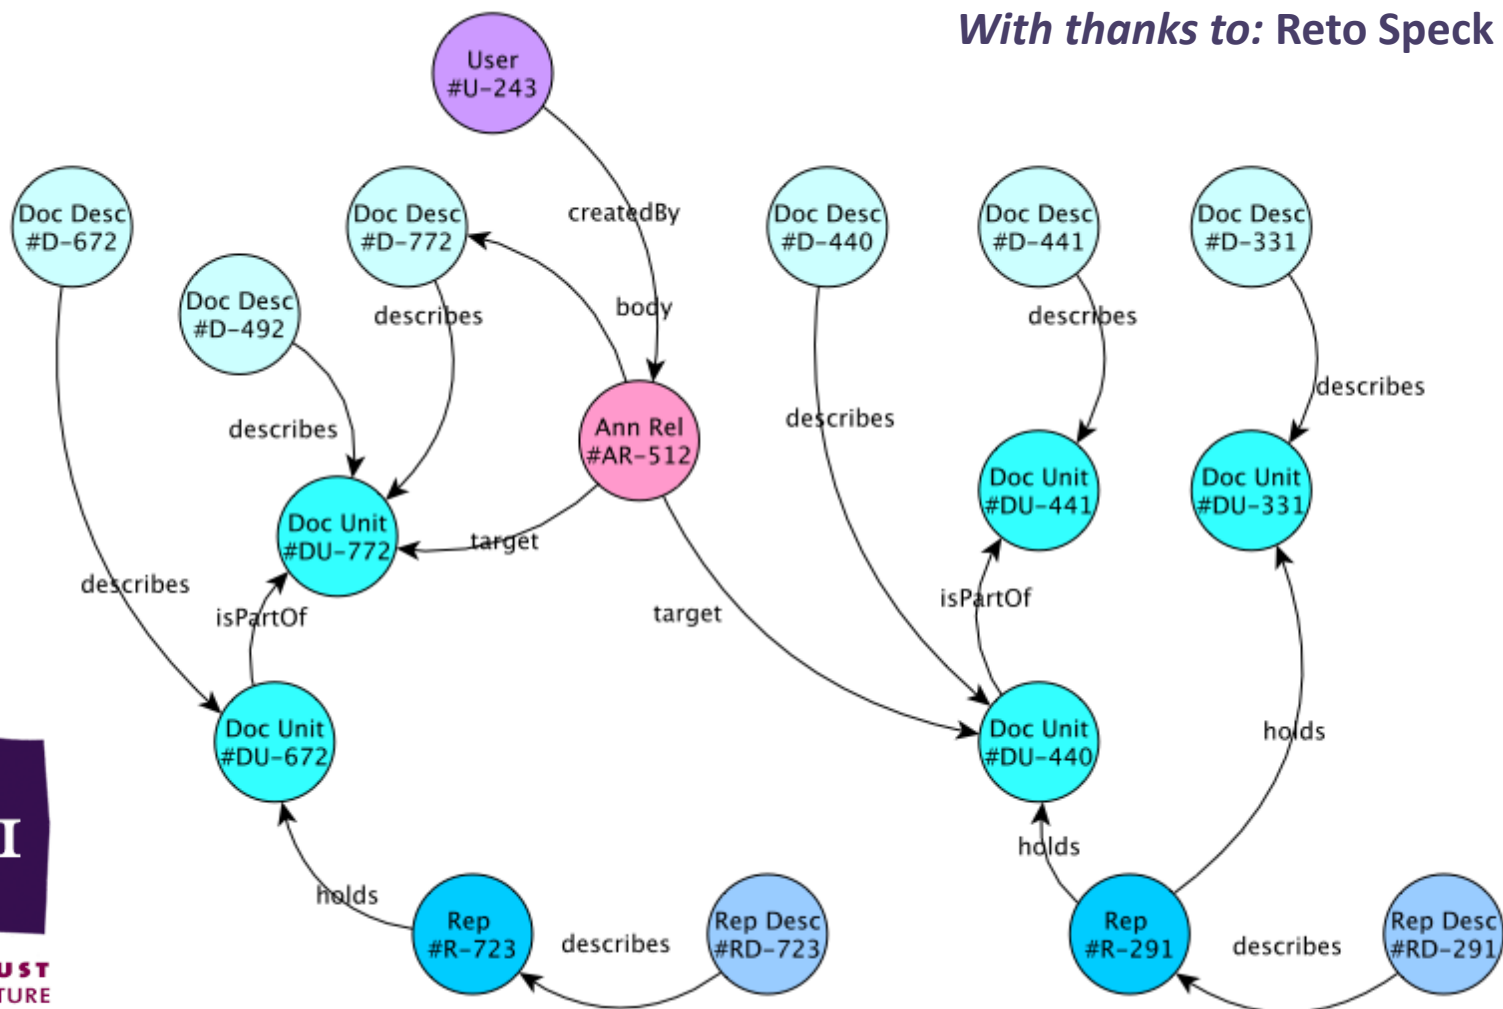 With thanks to: Reto Speck
User
#U-243
Doc Desc
#D-672
Doc Desc
#D-772
createdBy
Doc Desc
#D-440
Doc Desc
#D-441
Doc Desc
#D-331
Doc Desc
#D-492
describes
body
describes
describes
describes
describes
Ann Rel
#AR-512
Doc Unit
#DU-441
Doc Unit
#DU-331
Doc Unit
#DU-772
target
describes
isPartOf
target
isPartOf
Doc Unit
#DU-672
Doc Unit
#DU-440
holds
holds
holds
Rep
#R-723
describes
Rep Desc
#RD-723
Rep
#R-291
describes
Rep Desc
#RD-291
I
UST
TURE